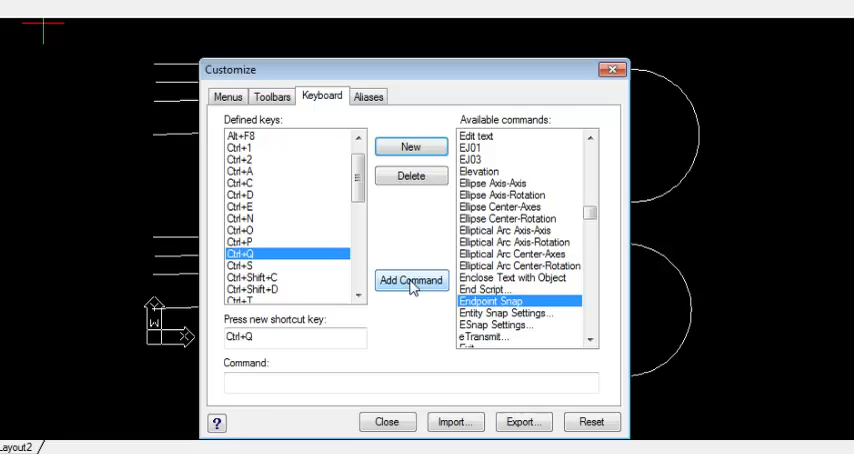 Customize
Menus Toolbars Keyboard Aliases
Defined keys:
Alt+F8
Ctrl+1
Ctrl+2
Ctrl+A
Ctrl+C
Ctrl+D
Ctrl+E
Ctrl+N
Ctrl+O
Ctrl+P
Ctrl+Q
Ctrl+S
Ctrl+Shift+C
Ctrl+Shift+D
Ctrl+T
New
Delete
Add Command
Available commands:
Edit text
EJ01
EJ03
Elevation
Ellipse Axis-Axis
Ellipse Axis-Rotation
Ellipse Center-Axes
Ellipse Center-Rotation
Elliptical Arc Axis-Axis
Elliptical Arc Axis-Rotation
Elliptical Arc Center-Axes
Elliptical Arc Center-Rotation
Enclose Text with Object
End Script...
Endpoint Snap
Entity Snap Settings...
ESnap Settings...
eTransmit...
Exit
Press new shortcut key:
Ctrl+Q
Command:
? Close Import... Export... Reset
Y
W
X
Layout2